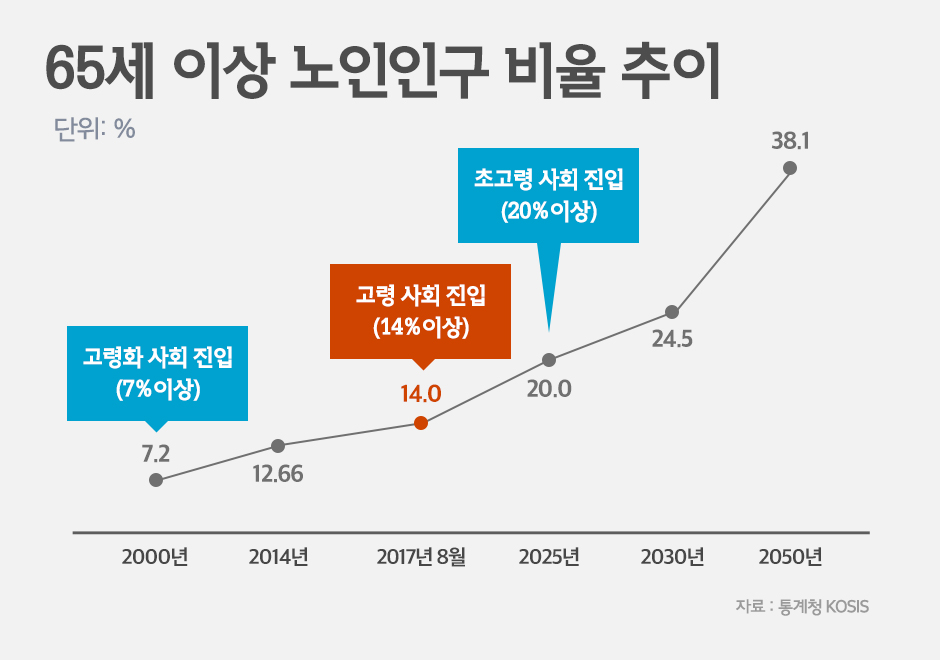 65세 이상 노인인구 비율 추이
단위: %
38.1
초고령 사회 진입
(20%이상)
고령 사회 진입
(14%이상)
24.5
고령화 사회 진입
(7%이상)
14.0
20.0
7.2
12.66
2000년
2014년
2017년 8월
2025년
2030년
2050년
자료 : 통계청 KOSIS